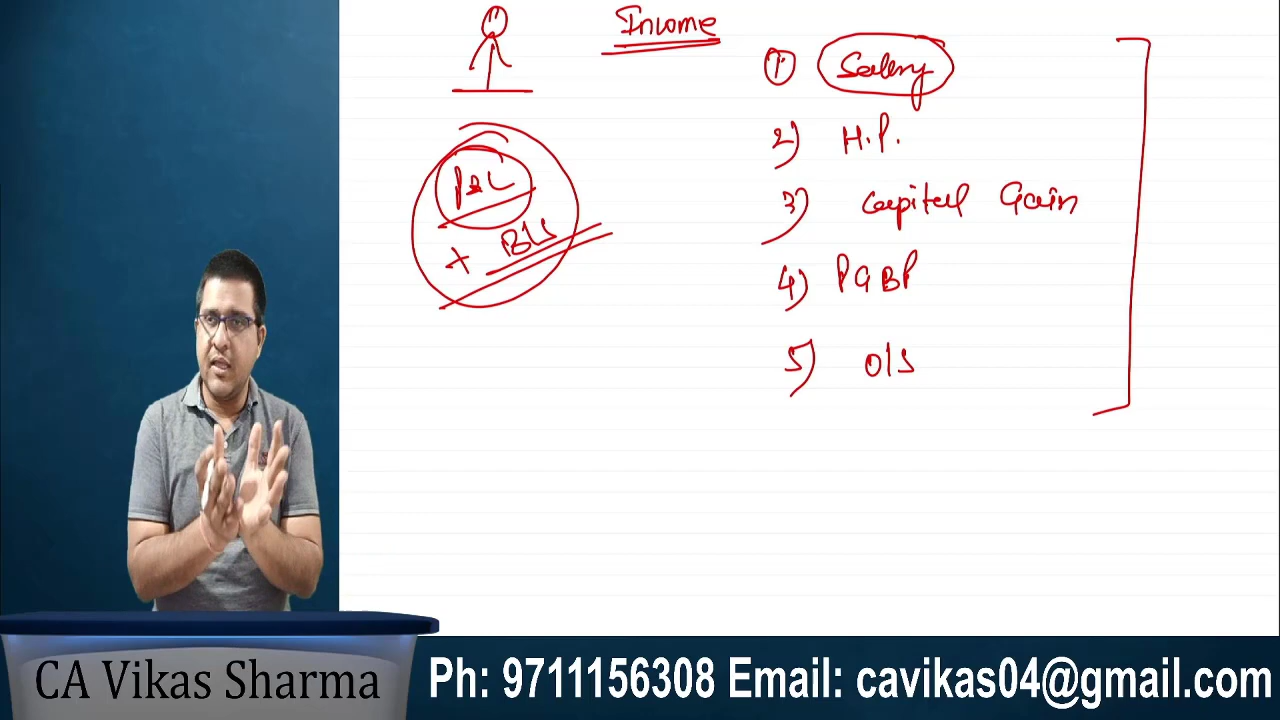 Income
① Salary
2) H.P.
3) Capital Gain
4) PGBP
5) O/S
P&L
+ B/S
CA Vikas Sharma
Ph: 9711156308 Email: cavikas04@gmail.com